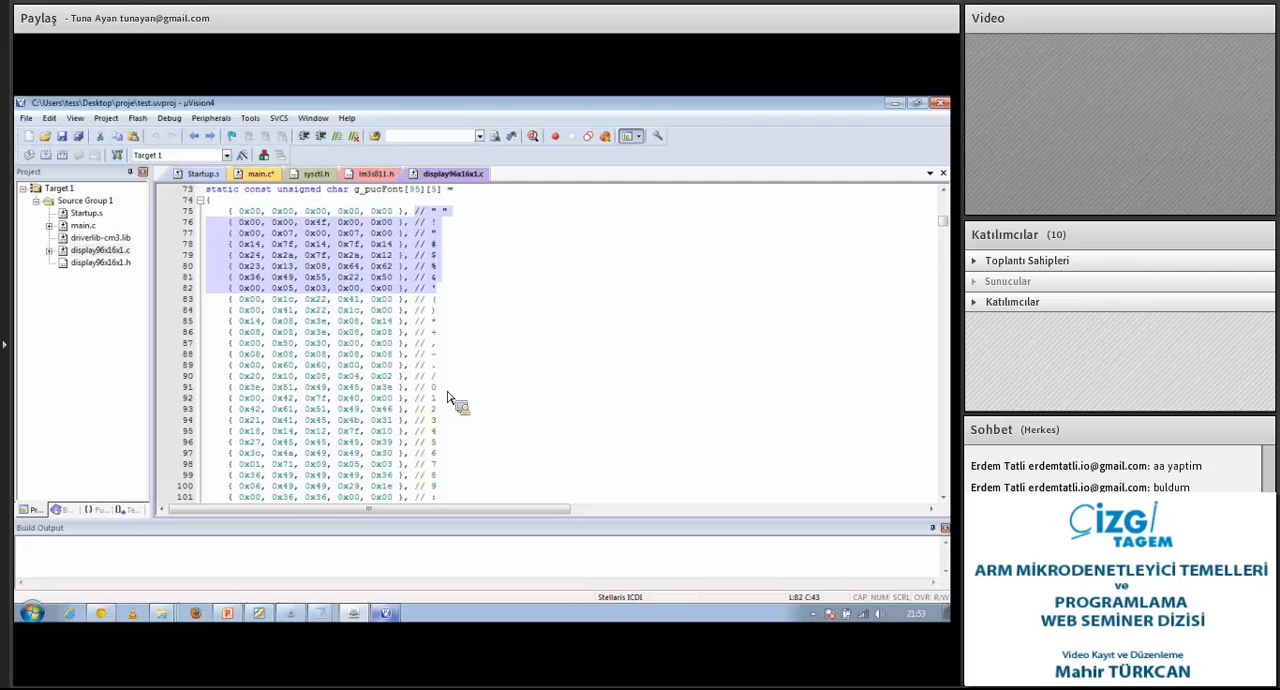 Paylaş - Tuna Ayan tunayan@gmail.com
C:\Users\tess\Desktop\proje\test.uvproj - µVision4
File Edit View Project Flash Debug Peripherals Tools SVCS Window Help
Target 1
Project
Target 1
Source Group 1
Startup.s
main.c
driverlib-cm3.lib
display96x16x1.c
display96x16x1.h
Pr... B... {} Fu... Te...
Startup.s main.c* sysctl.h lm3s811.h display96x16x1.c
73 static const unsigned char g_pucFont[95][5] =
74 {
75 { 0x00, 0x00, 0x00, 0x00, 0x00 }, // " "
76 { 0x00, 0x00, 0x4f, 0x00, 0x00 }, // !
77 { 0x00, 0x07, 0x00, 0x07, 0x00 }, // "
78 { 0x14, 0x7f, 0x14, 0x7f, 0x14 }, // #
79 { 0x24, 0x2a, 0x7f, 0x2a, 0x12 }, // $
80 { 0x23, 0x13, 0x08, 0x64, 0x62 }, // %
81 { 0x36, 0x49, 0x55, 0x22, 0x50 }, // &
82 { 0x00, 0x05, 0x03, 0x00, 0x00 }, // '
83 { 0x00, 0x1c, 0x22, 0x41, 0x00 }, // (
84 { 0x00, 0x41, 0x22, 0x1c, 0x00 }, // )
85 { 0x14, 0x08, 0x3e, 0x08, 0x14 }, // *
86 { 0x08, 0x08, 0x3e, 0x08, 0x08 }, // +
87 { 0x00, 0x50, 0x30, 0x00, 0x00 }, // ,
88 { 0x08, 0x08, 0x08, 0x08, 0x08 }, // -
89 { 0x00, 0x60, 0x60, 0x00, 0x00 }, // .
90 { 0x20, 0x10, 0x08, 0x04, 0x02 }, // /
91 { 0x3e, 0x51, 0x49, 0x45, 0x3e }, // 0
92 { 0x00, 0x42, 0x7f, 0x40, 0x00 }, // 1
93 { 0x42, 0x61, 0x51, 0x49, 0x46 }, // 2
94 { 0x21, 0x41, 0x45, 0x4b, 0x31 }, // 3
95 { 0x18, 0x14, 0x12, 0x7f, 0x10 }, // 4
96 { 0x27, 0x45, 0x45, 0x45, 0x39 }, // 5
97 { 0x3c, 0x4a, 0x49, 0x49, 0x30 }, // 6
98 { 0x01, 0x71, 0x09, 0x05, 0x03 }, // 7
99 { 0x36, 0x49, 0x49, 0x49, 0x36 }, // 8
100 { 0x06, 0x49, 0x49, 0x29, 0x1e }, // 9
101 { 0x00, 0x36, 0x36, 0x00, 0x00 }, // :
Build Output
Stellaris ICDI L:82 C:43 CAP NUM SCRL OVR R/W
21:53
Video
Katılımcılar (10)
Toplantı Sahipleri
Sunucular
Katılımcılar
Sohbet (Herkes)
Erdem Tatli erdemtatli.io@gmail.com: aa yaptim
Erdem Tatli erdemtatli.io@gmail.com: buldum
ÇİZGİ
TAGEM
ARM MİKRODENETLEYİCİ TEMELLERİ
ve
PROGRAMLAMA
WEB SEMİNER DİZİSİ
Video Kayıt ve Düzenleme
Mahir TÜRKCAN